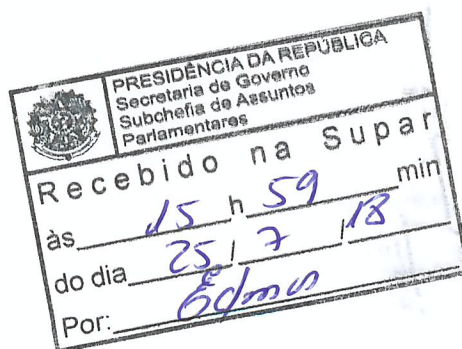 PRESIDÊNCIA DA REPÚBLICA
Secretaria de Governo
Subchefia de Assuntos
Parlamentares
Recebido na Supar
às 15 h 59 min
do dia 25 / 7 / 18
Por: